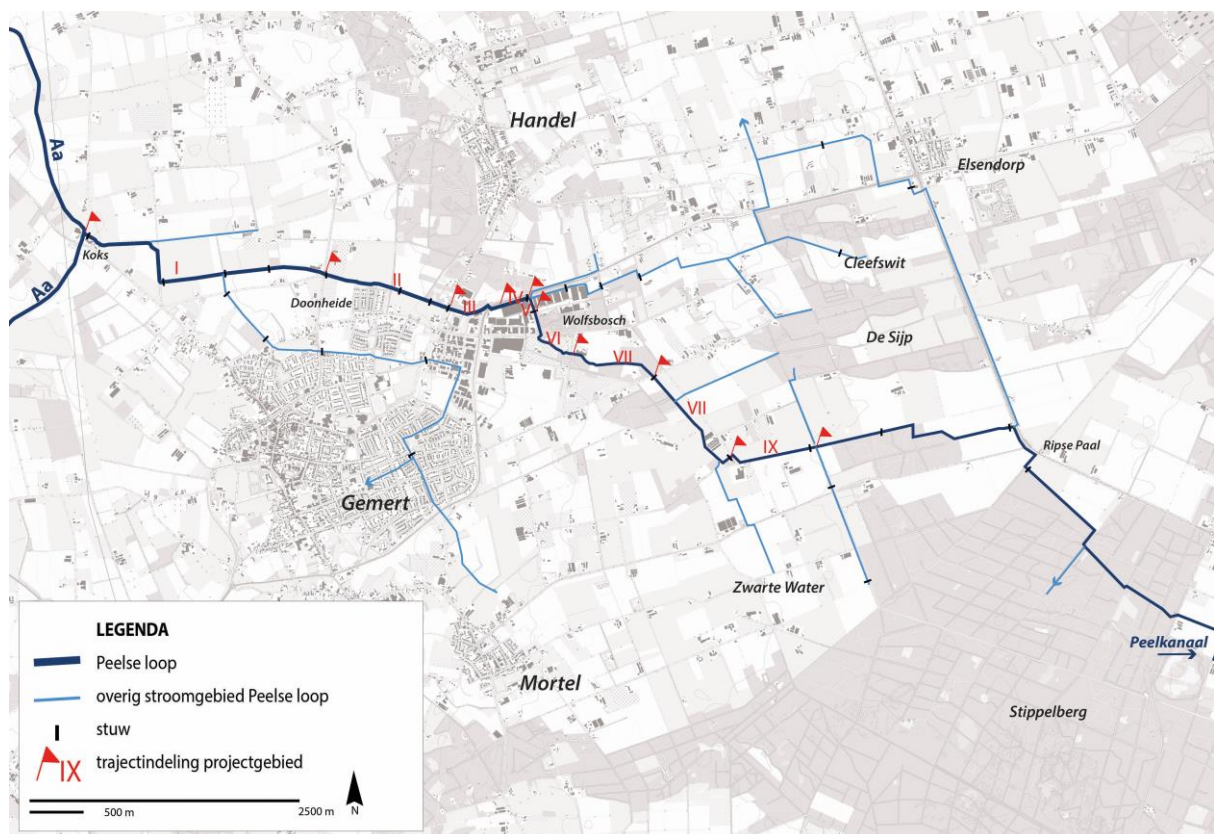 Handel
Elsendorp
Aa
Koks
Cleefswit
I
II
Doonheide
III
IV
V
Wolfsbosch
De Sijp
Aa
VI
VII
VII
IX
Ripse Paal
Gemert
Zwarte Water
Peelkanaal
Mortel
Stippelberg
LEGENDA
Peelse loop
overig stroomgebied Peelse loop
stuw
IX trajectindeling projectgebied
500 m 2500 m N